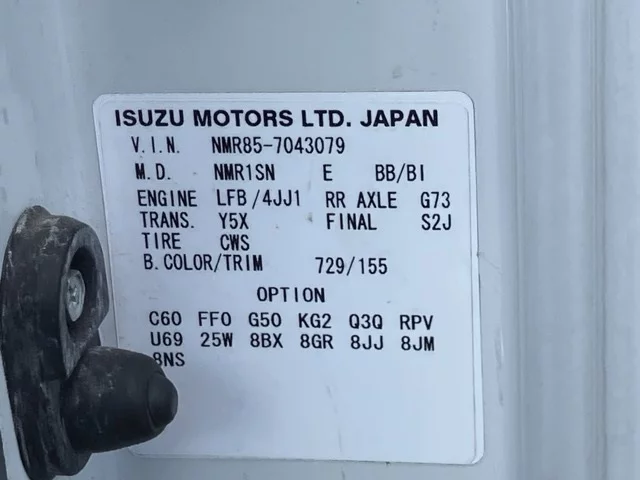 ISUZU MOTORS LTD. JAPAN
V.I.N. NMR85-7043079
M.D. NMR1SN E BB/BI
ENGINE LFB/4JJ1 RR AXLE G73
TRANS. Y5X FINAL S2J
TIRE CWS
B.COLOR/TRIM 729/155
OPTION
C60 FF0 G50 KG2 Q3Q RPV
U69 25W 8BX 8GR 8JJ 8JM
8NS